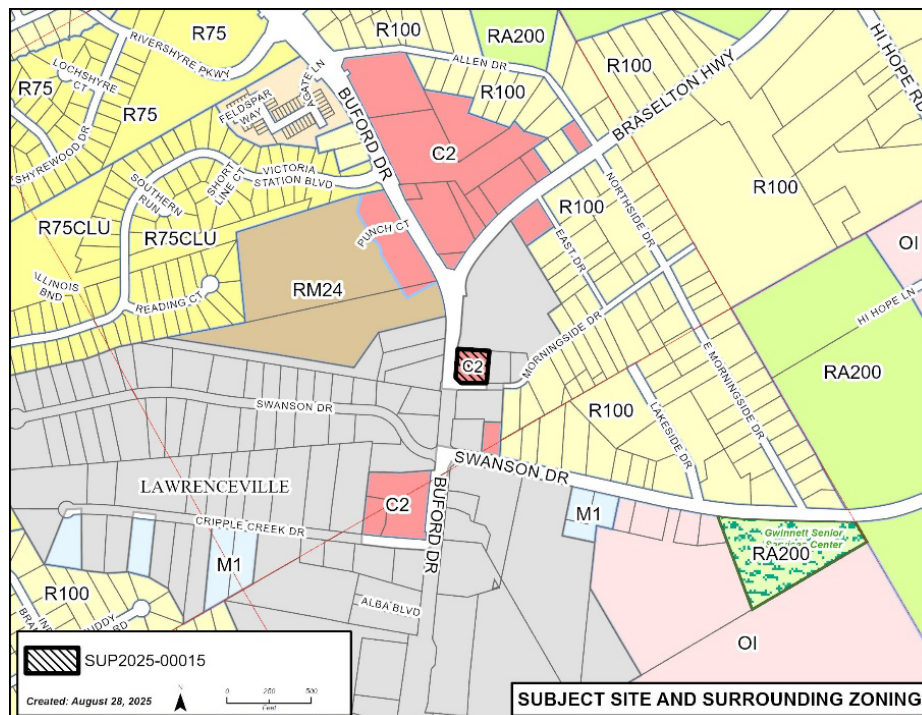 R75
R100
RA200
RIVERSHYRE PKWY
LOCHSHYRE
CT
ALLEN DR
HI HOPE RD
R100
R75
R75
AGATE LN
FELDSPAR
WAY
R100
BUFORD DR
BRASELTON HWY
SHYREWOOD DR
C2
SHORT
LINE CT
VICTORIA
STATION BLVD
SOUTHERN
RUN
NORTHSIDE DR
R100
R100
R75CLU
R75CLU
PUNCH CT
EAST DR
OI
ILLINOIS
BND
RM24
READING CT
HI HOPE LN
MORNINGSIDE DR
C2
E MORNINGSIDE DR
RA200
SWANSON DR
R100
LAKESIDE DR
SWANSON DR
LAWRENCEVILLE
BUFORD DR
C2
M1
CRIPPLE CREEK DR
Gwinnett Senior
Services Center
RA200
M1
R100
ALBA BLVD
OI
SUP2025-00015
Created: August 28, 2025
N
0 250 500
Feet
SUBJECT SITE AND SURROUNDING ZONING